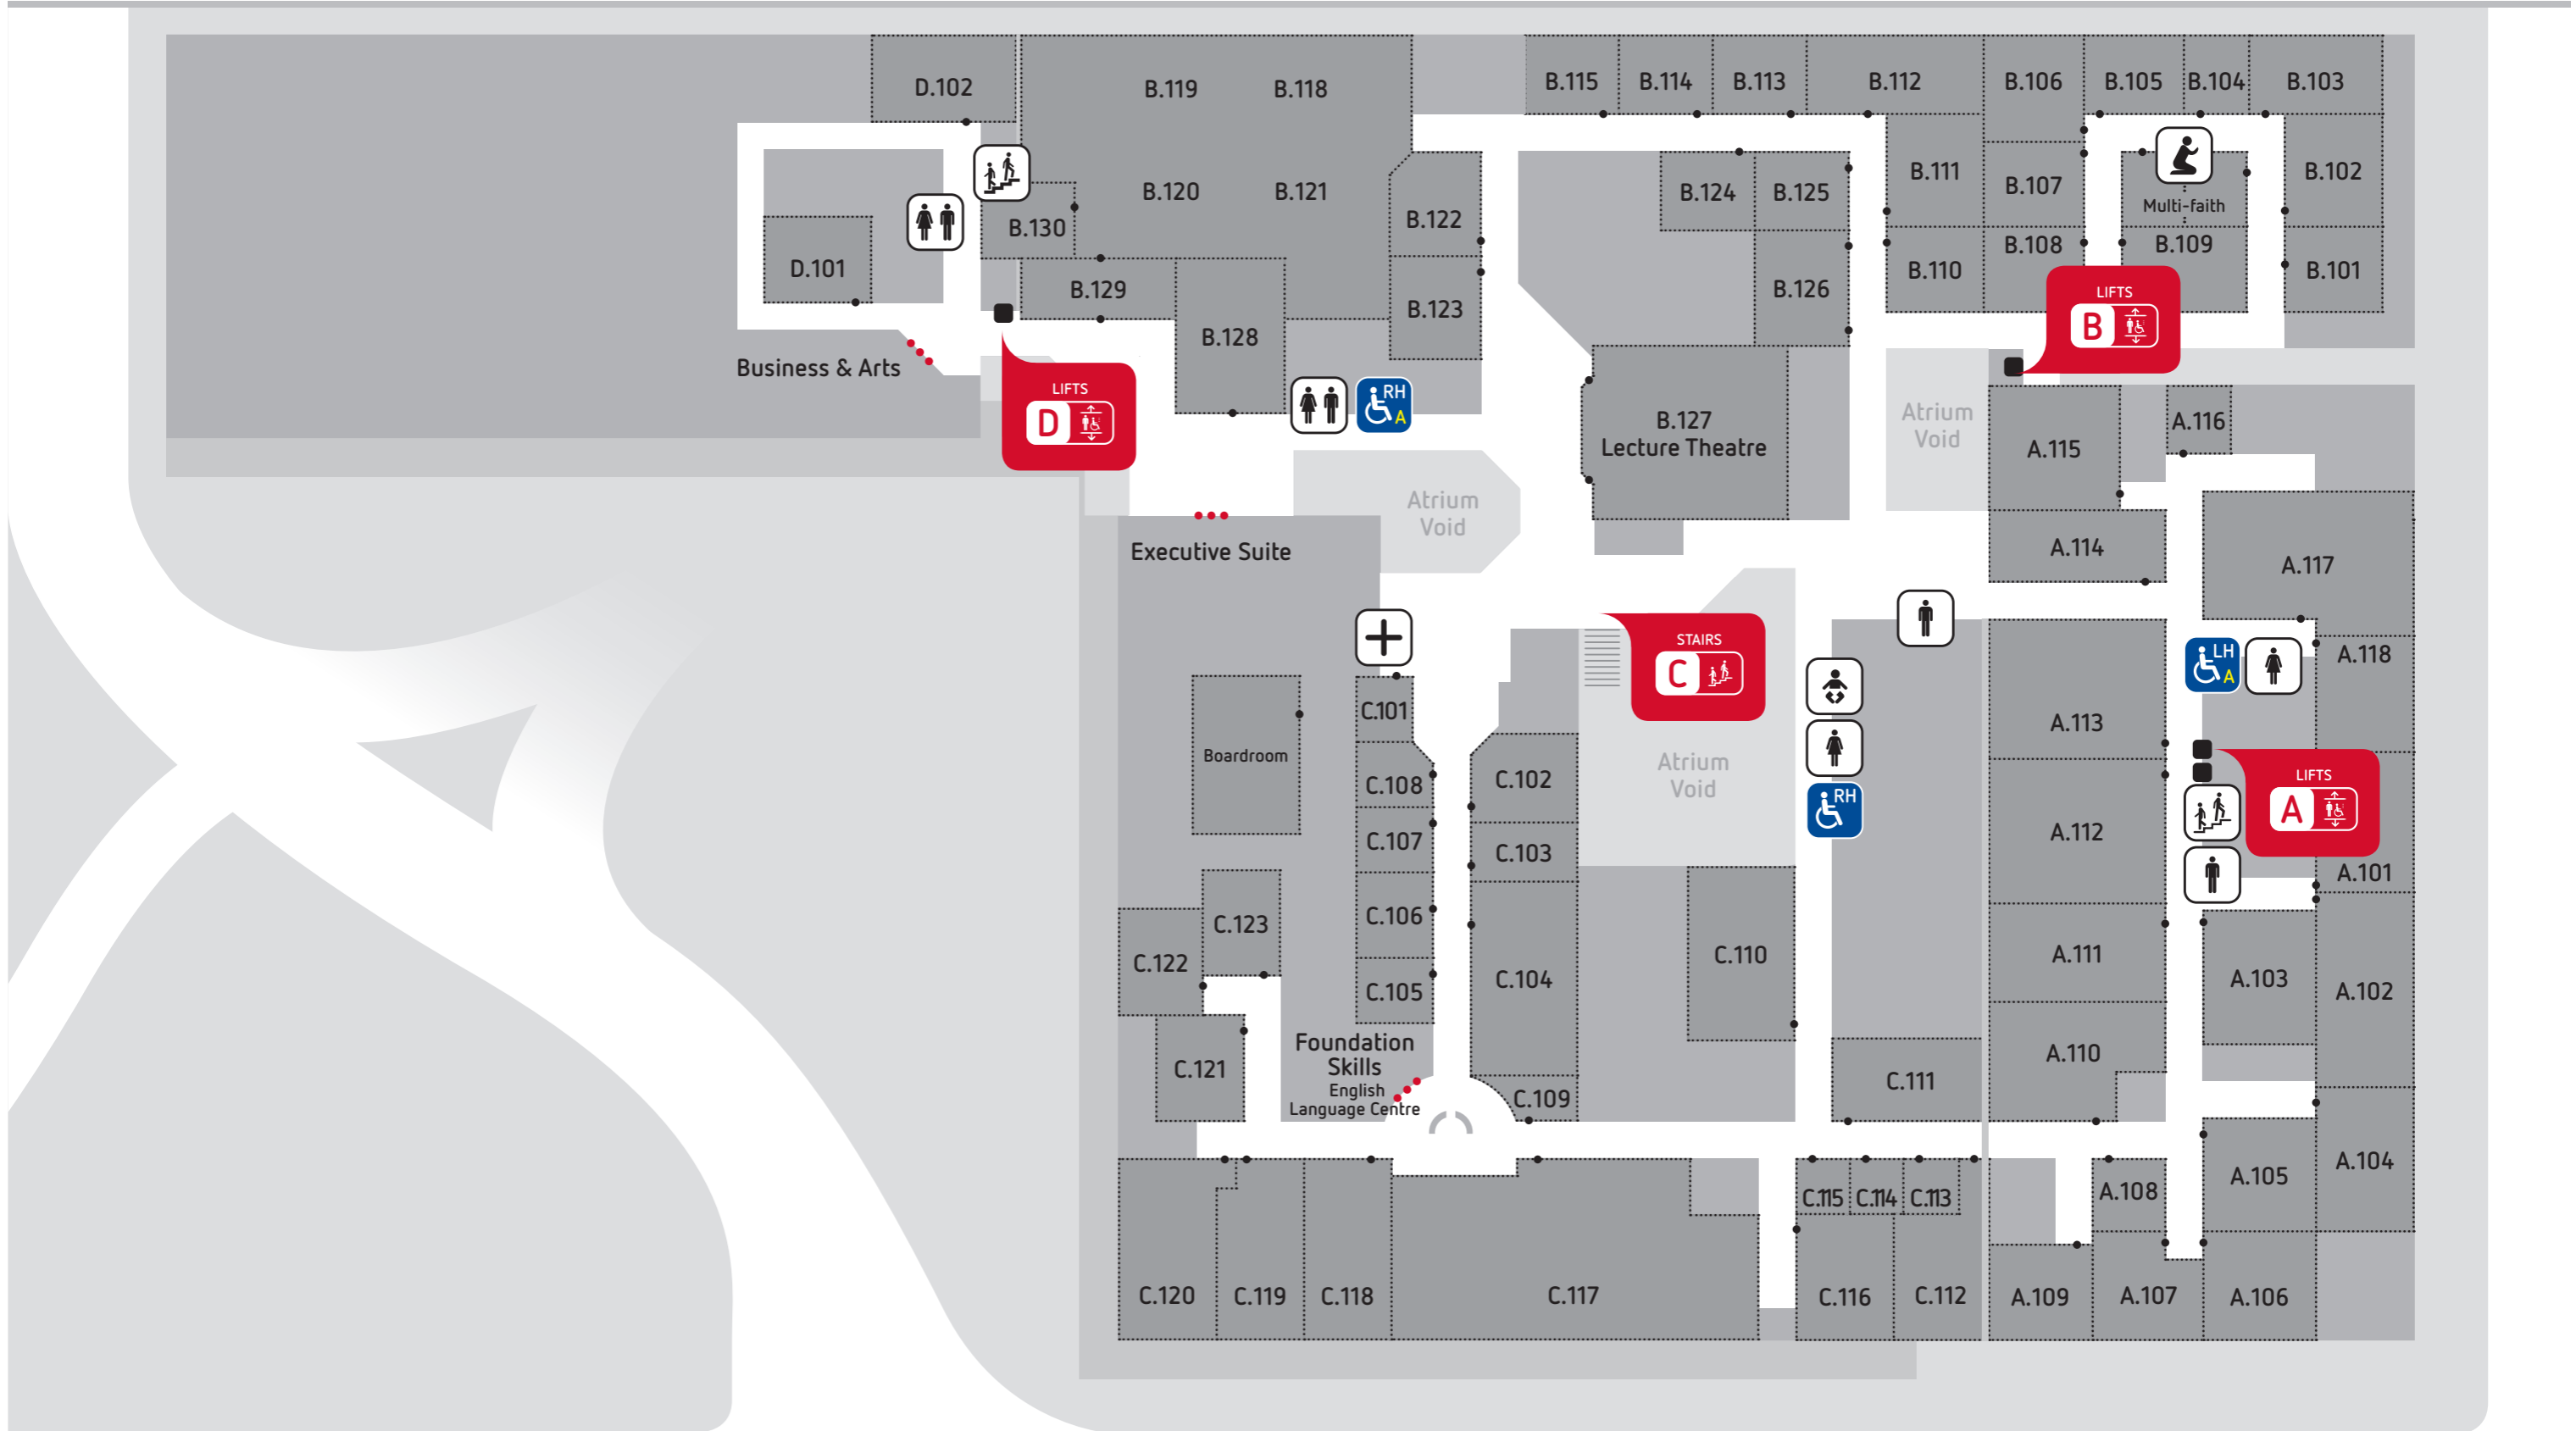 D.102
B.119
B.118
B.115
B.114
B.113
B.112
B.106
B.105
B.104
B.103
B.120
B.121
B.122
B.124
B.125
B.111
B.107
Multi-faith
B.102
D.101
B.130
B.129
B.123
B.126
B.110
B.108
B.109
B.101
Business & Arts
B.128
LIFTS
B
LIFTS
D
RH
A
B.127
Lecture Theatre
Atrium
Void
A.115
A.116
Atrium
Void
Executive Suite
A.114
A.117
STAIRS
C
LH
A
A.118
C.101
Boardroom
C.108
C.102
Atrium
Void
A.113
LIFTS
A
RH
C.107
C.103
A.112
A.101
C.123
C.106
C.122
C.110
A.111
C.105
C.104
A.103
A.102
Foundation
Skills
English
Language Centre
C.121
C.109
C.111
A.110
A.104
A.105
C.115
C.114
C.113
A.108
C.120
C.119
C.118
C.117
C.116
C.112
A.109
A.107
A.106